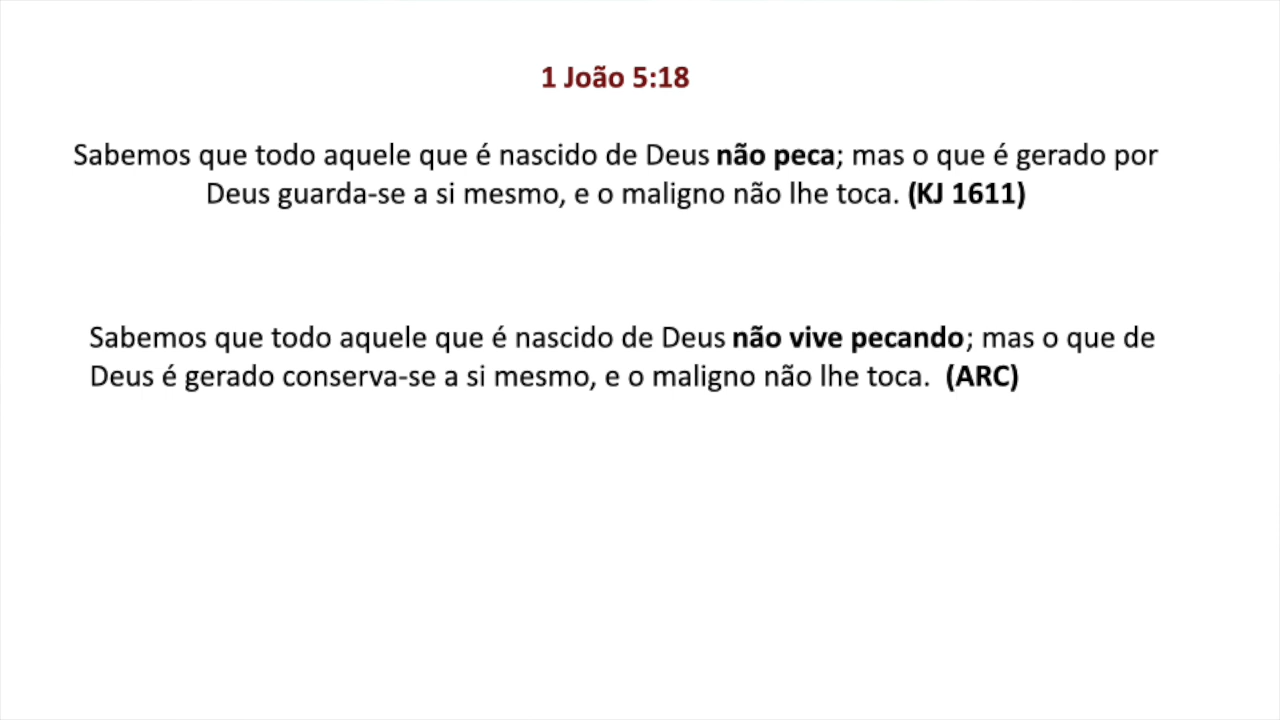 1 João 5:18
Sabemos que todo aquele que é nascido de Deus não peca; mas o que é gerado por
Deus guarda-se a si mesmo, e o maligno não lhe toca. (KJ 1611)
Sabemos que todo aquele que é nascido de Deus não vive pecando; mas o que de
Deus é gerado conserva-se a si mesmo, e o maligno não lhe toca. (ARC)